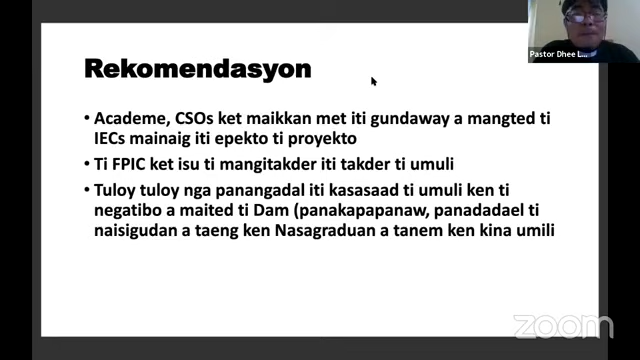 Pastor Dhee L...
Rekomendasyon
• Academe, CSOs ket maikkan met iti gundaway a mangted ti
IECs mainaig iti epekto ti proyekto
• Ti FPIC ket isu ti mangitakder iti takder ti umuli
• Tuloy tuloy nga panangadal iti kasasaad ti umuli ken ti
negatibo a maited ti Dam (panakapapanaw, panadadael ti
naisigudan a taeng ken Nasagraduan a tanem ken kina umili
zoom